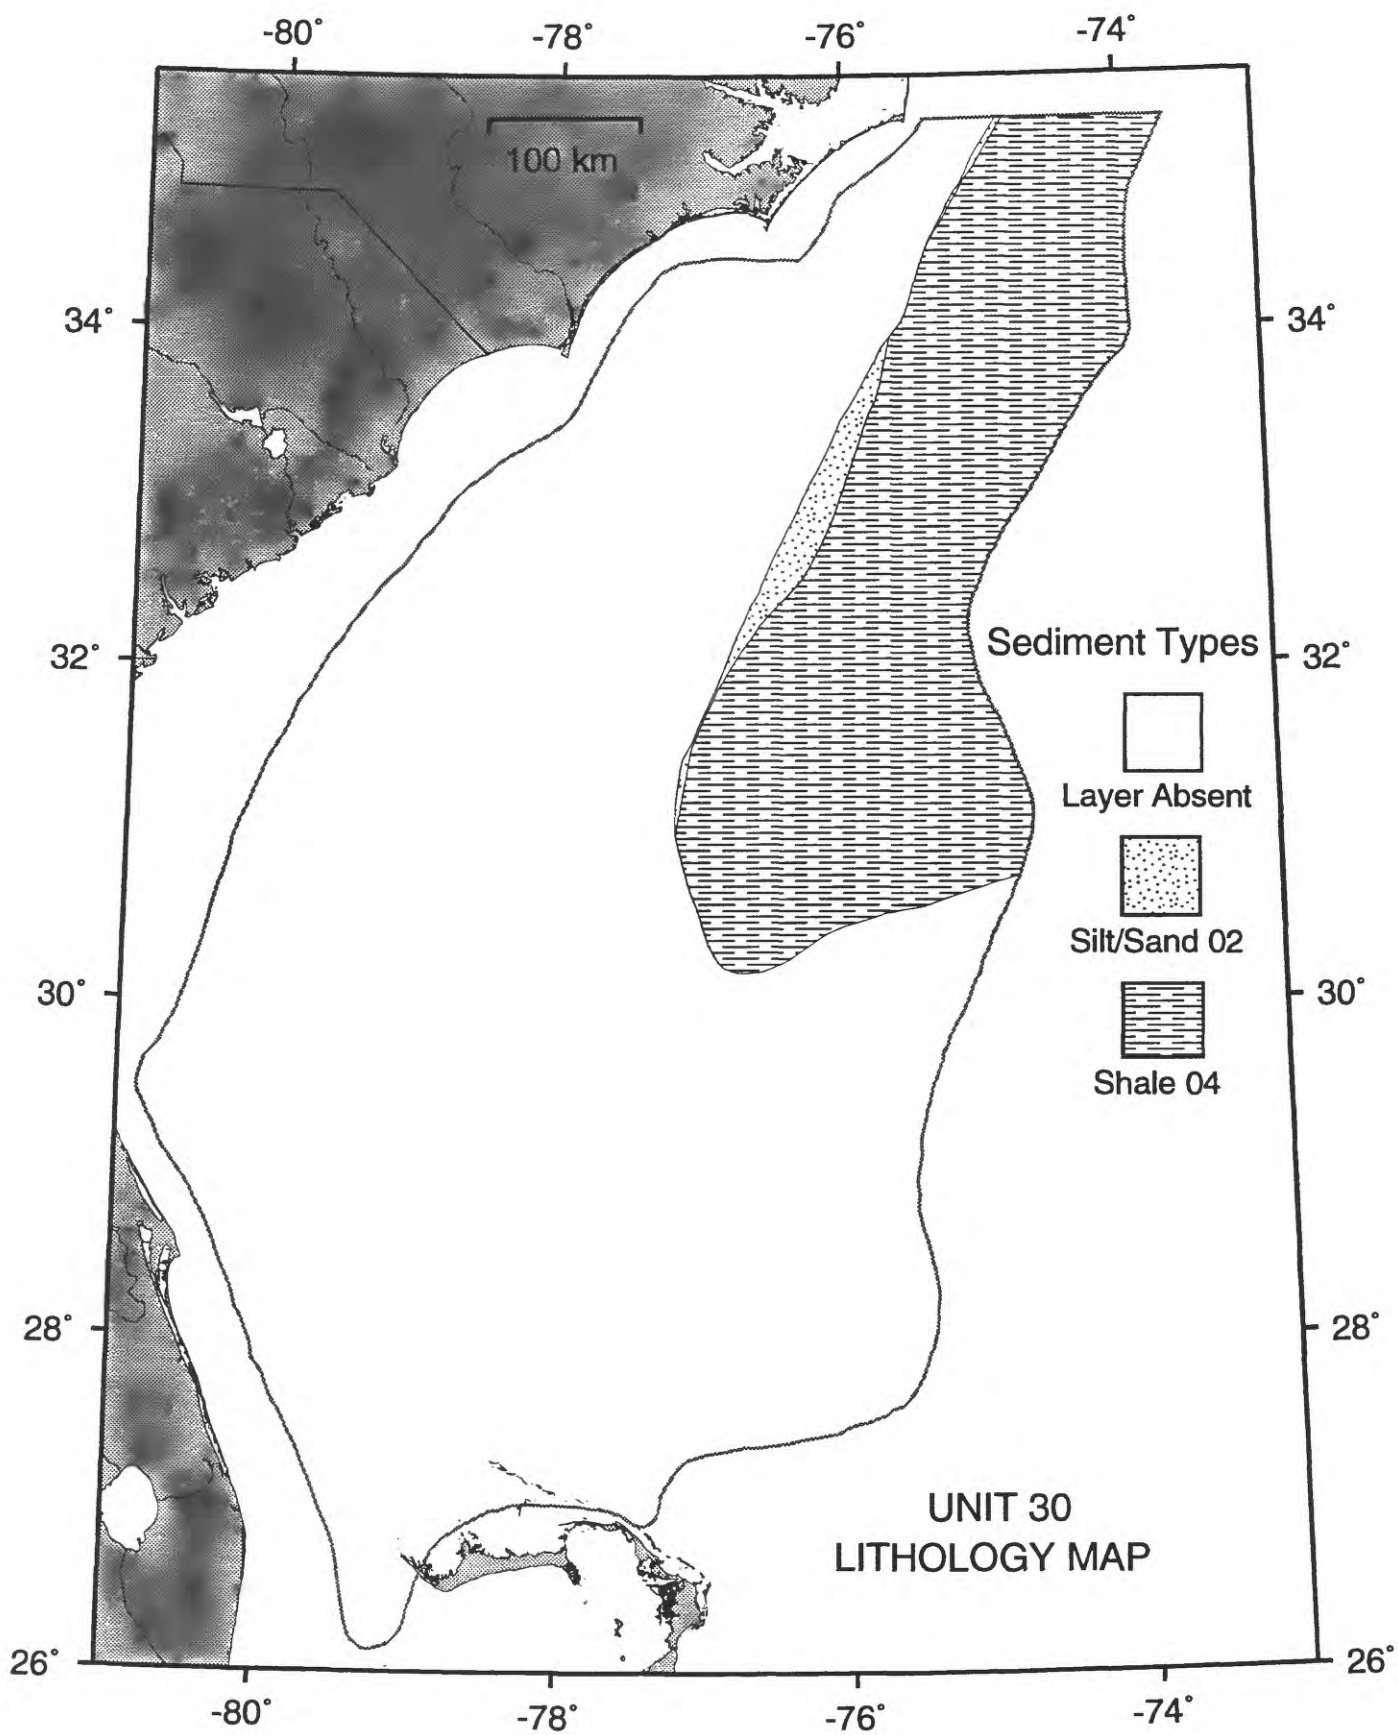 -80° -78° -76° -74°
100 km
34° 34°
32° 32°
Sediment Types
Layer Absent
Silt/Sand 02
30° 30°
Shale 04
28° 28°
UNIT 30
LITHOLOGY MAP
26° 26°
-80° -78° -76° -74°